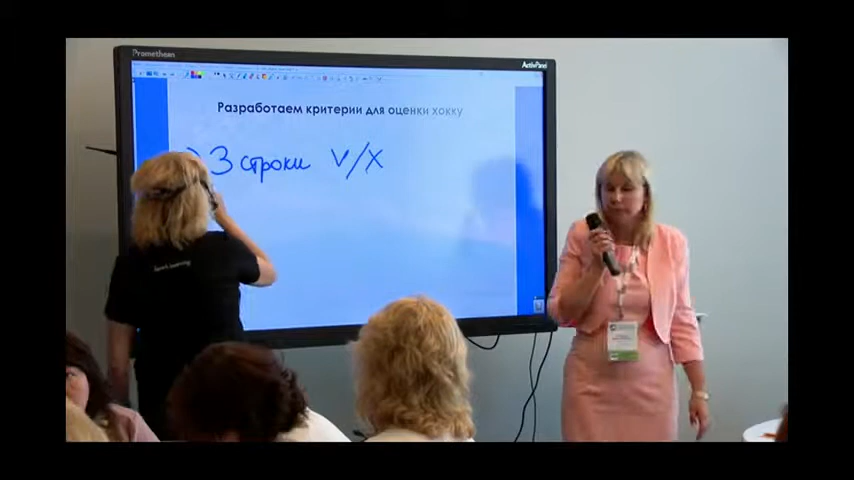 Promethean
ActivPanel
Разработаем критерии для оценки хокку
3 строки V/X